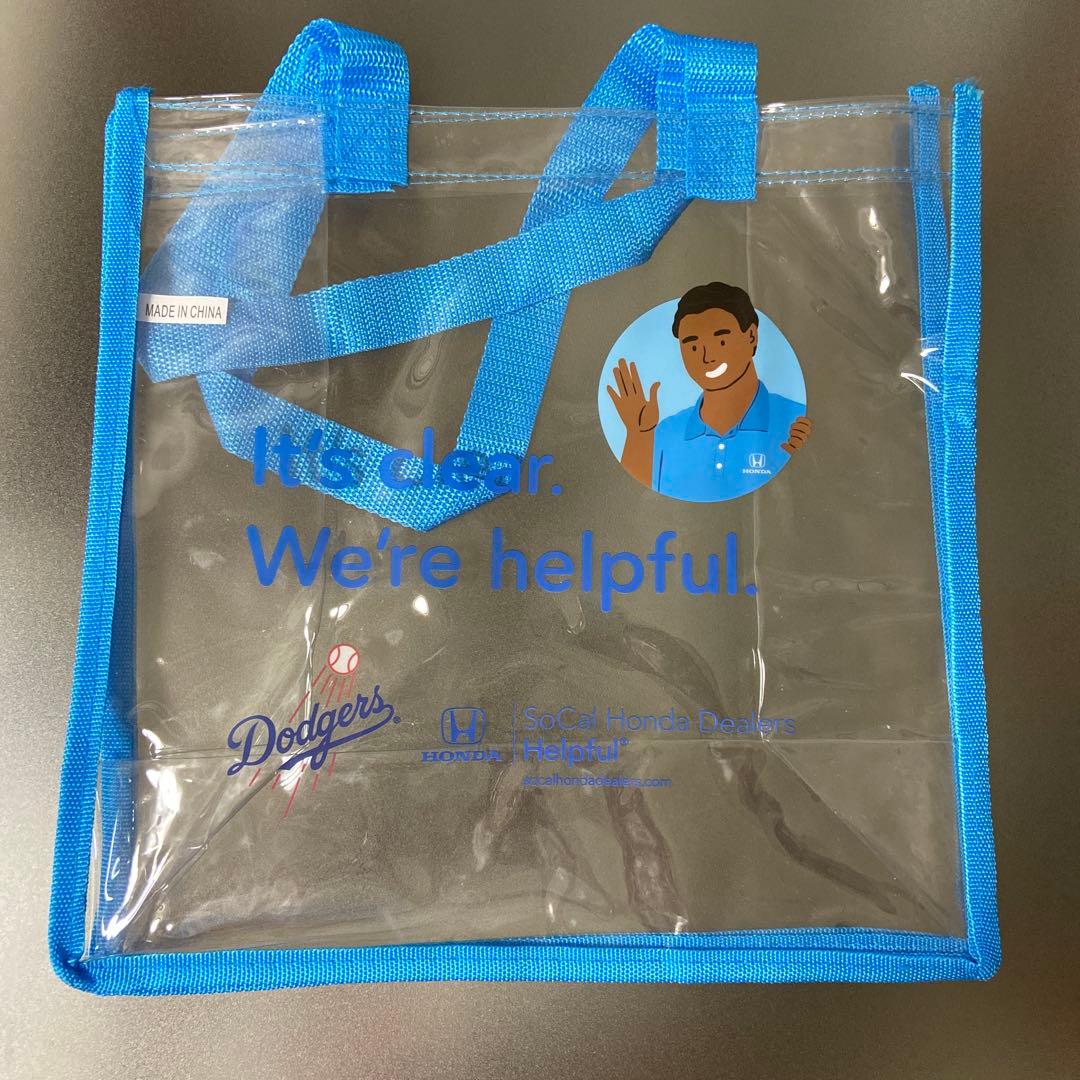 MADE IN CHINA
HONDA
It's clear.
We're helpful.
Dodgers
HONDA
SoCal Honda Dealers
Helpful®
socalhondadealers.com